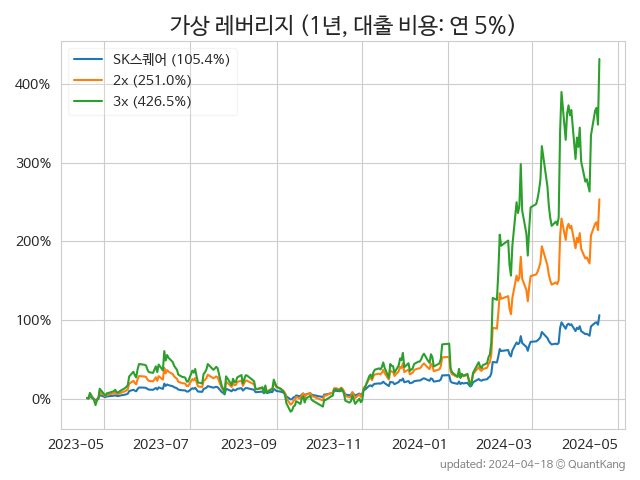 가상 레버리지 (1년, 대출 비용: 연 5%)
SK스퀘어 (105.4%)
2x (251.0%)
3x (426.5%)
400%
300%
200%
100%
0%
2023-05 2023-07 2023-09 2023-11 2024-01 2024-03 2024-05
updated: 2024-04-18 © QuantKang